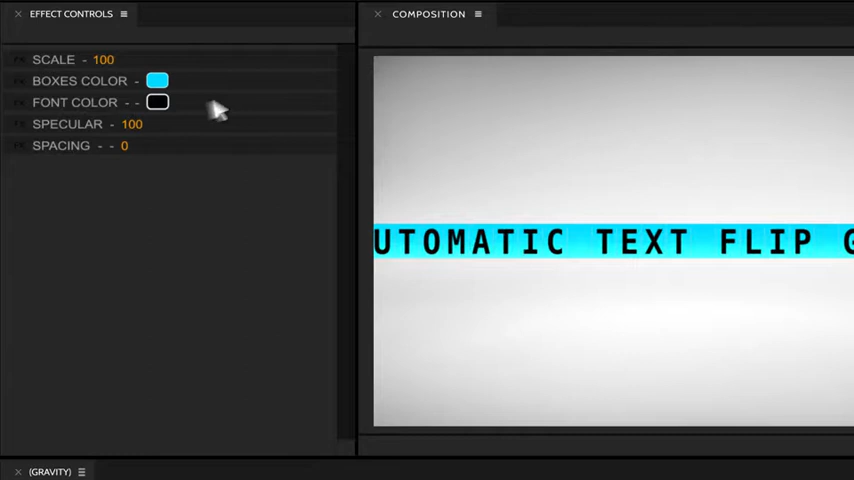 EFFECT CONTROLS
COMPOSITION
SCALE - 100
BOXES COLOR -
FONT COLOR - -
SPECULAR - 100
SPACING - - 0
UTOMATIC TEXT FLIP G
(GRAVITY)